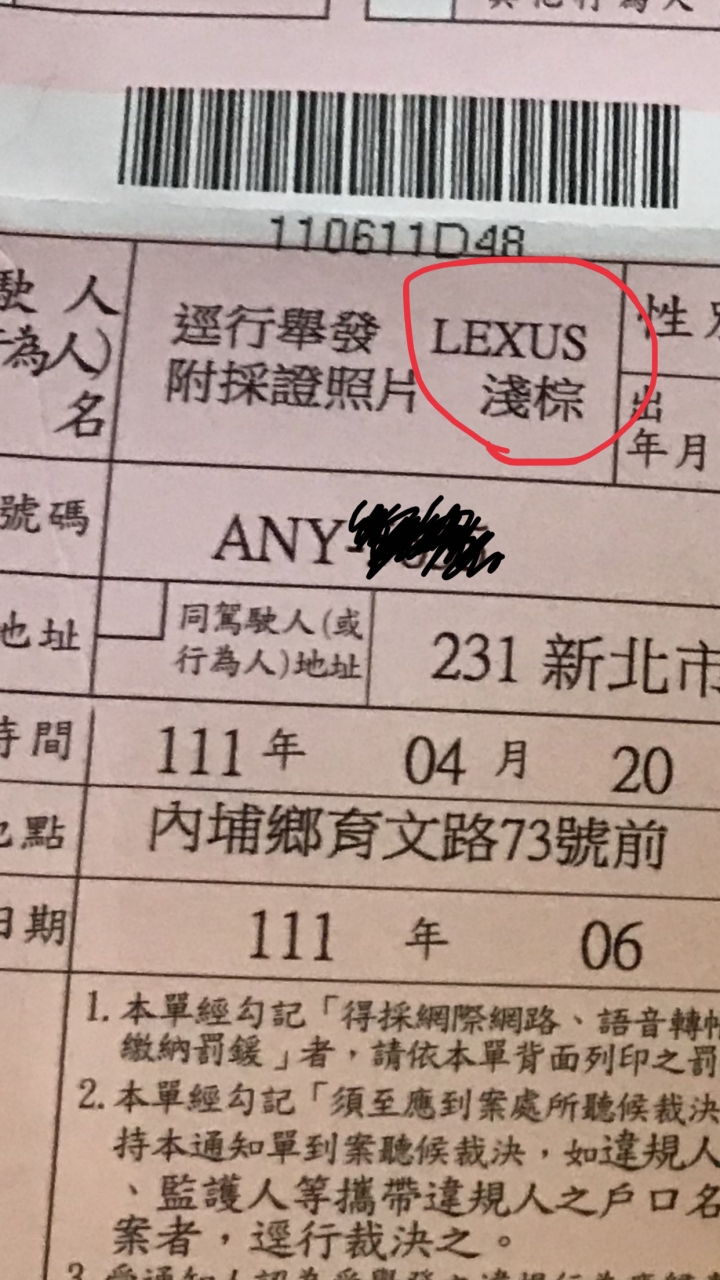 110611D48
駛人
為人)
名
逕行舉發 LEXUS
附採證照片 淺棕
性別
出
年月
號碼
ANY-
地址
同駕駛人(或
行為人)地址
231 新北市
時間
111 年 04 月 20
地點
內埔鄉育文路73號前
日期
111 年 06
1. 本單經勾記「得採網際網路、語音轉帳
繳納罰鍰」者,請依本單背面列印之罰
2. 本單經勾記「須至應到案處所聽候裁決
持本通知單到案聽候裁決,如違規人
、監護人等攜帶違規人之戶口名
案者,逕行裁決之。